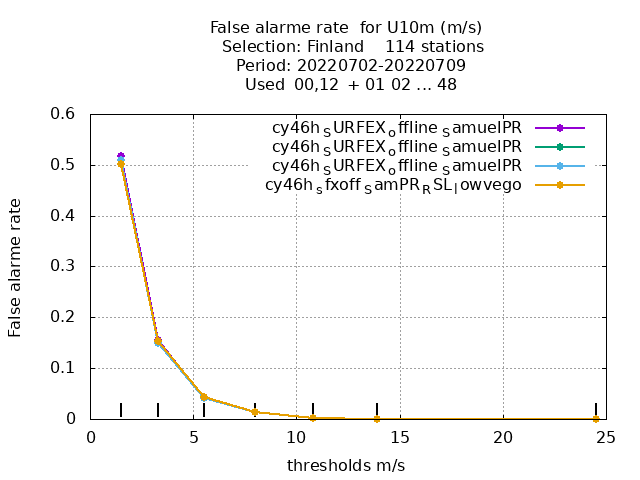 False alarme rate  for U10m (m/s)
Selection: Finland    114 stations
Period: 20220702-20220709
Used  00,12  + 01 02 ... 48
cy46h_SURFEX_offline_SamuelPR
cy46h_SURFEX_offline_SamuelPR
cy46h_SURFEX_offline_SamuelPR
cy46h_sfxoff_SamPR_RSL_lowvego
False alarme rate
0.6
0.5
0.4
0.3
0.2
0.1
0
0 5 10 15 20 25
thresholds m/s